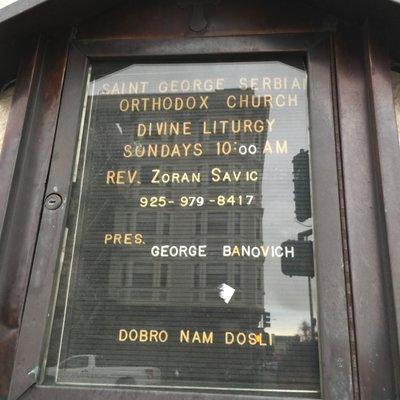 SAINT GEORGE SERBIAN
ORTHODOX CHURCH
DIVINE LITURGY
SUNDAYS 10:00 AM
REV. ZORAN SAVIC
925-979-8417
PRES.
GEORGE BANOVICH
DOBRO NAM DOSLI